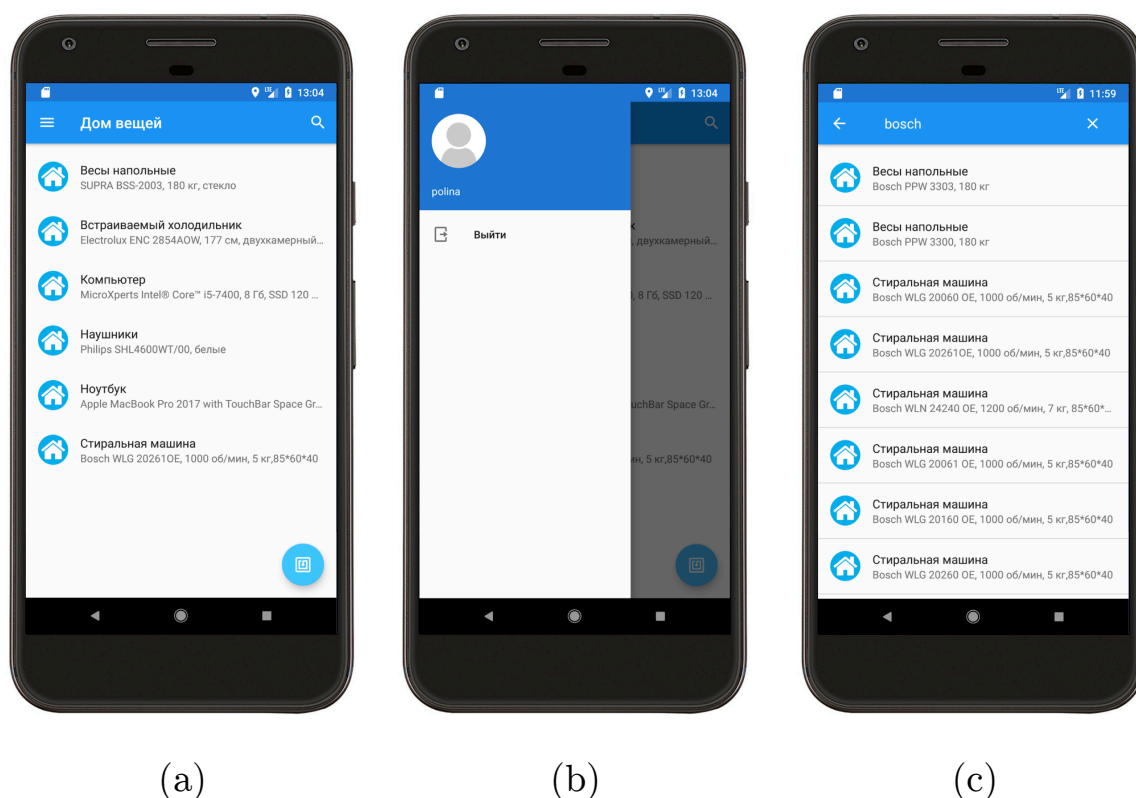 LTE 13:04
Дом вещей
Весы напольные
SUPRA BSS-2003, 180 кг, стекло
Встраиваемый холодильник
Electrolux ENC 2854AOW, 177 см, двухкамерный...
Компьютер
MicroXperts Intel® Core™ i5-7400, 8 Гб, SSD 120 ...
Наушники
Philips SHL4600WT/00, белые
Ноутбук
Apple MacBook Pro 2017 with TouchBar Space Gr...
Стиральная машина
Bosch WLG 20261OE, 1000 об/мин, 5 кг,85*60*40
(a)
LTE 13:04
polina
Выйти
к
, двухкамерный...
), 8 Гб, SSD 120 ...
uchBar Space Gr...
ин, 5 кг,85*60*40
(b)
LTE 11:59
bosch
Весы напольные
Bosch PPW 3303, 180 кг
Весы напольные
Bosch PPW 3300, 180 кг
Стиральная машина
Bosch WLG 20060 OE, 1000 об/мин, 5 кг,85*60*40
Стиральная машина
Bosch WLG 20261OE, 1000 об/мин, 5 кг,85*60*40
Стиральная машина
Bosch WLN 24240 OE, 1200 об/мин, 7 кг, 85*60*...
Стиральная машина
Bosch WLG 20061 OE, 1000 об/мин, 5 кг,85*60*40
Стиральная машина
Bosch WLG 20160 OE, 1000 об/мин, 5 кг,85*60*40
Стиральная машина
Bosch WLG 20260 OE, 1000 об/мин, 5 кг,85*60*40
(c)